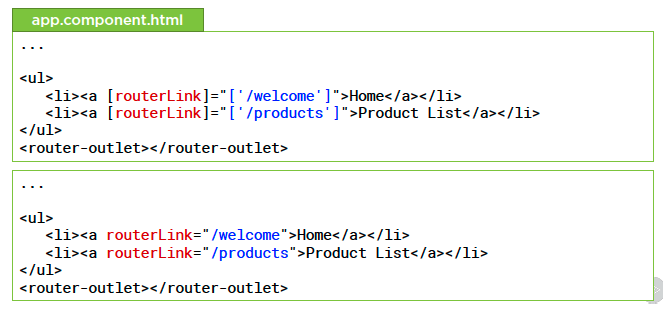 app.component.html
...
<ul>
<li><a [routerLink]="['/welcome']">Home</a></li>
<li><a [routerLink]="['/products']">Product List</a></li>
</ul>
<router-outlet></router-outlet>
...
<ul>
<li><a routerLink="/welcome">Home</a></li>
<li><a routerLink="/products">Product List</a></li>
</ul>
<router-outlet></router-outlet>